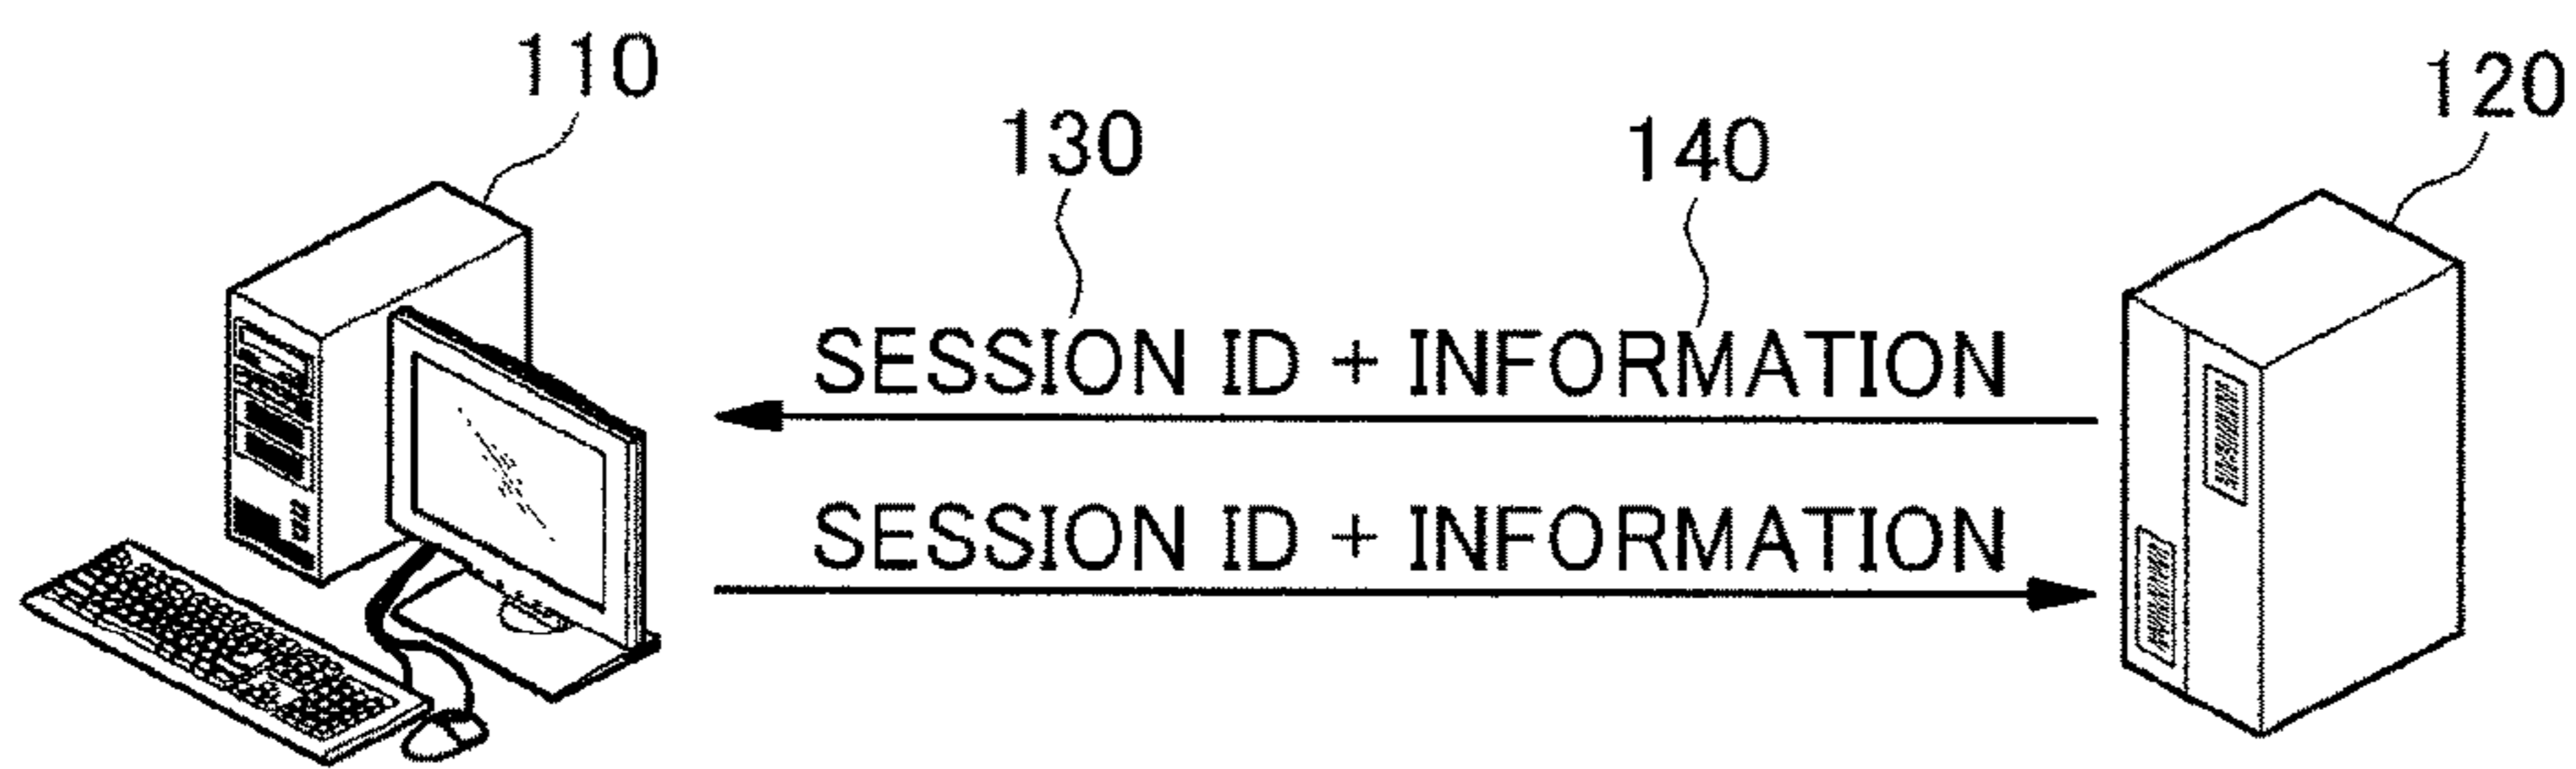 110
120
130
140
SESSION ID + INFORMATION
SESSION ID + INFORMATION